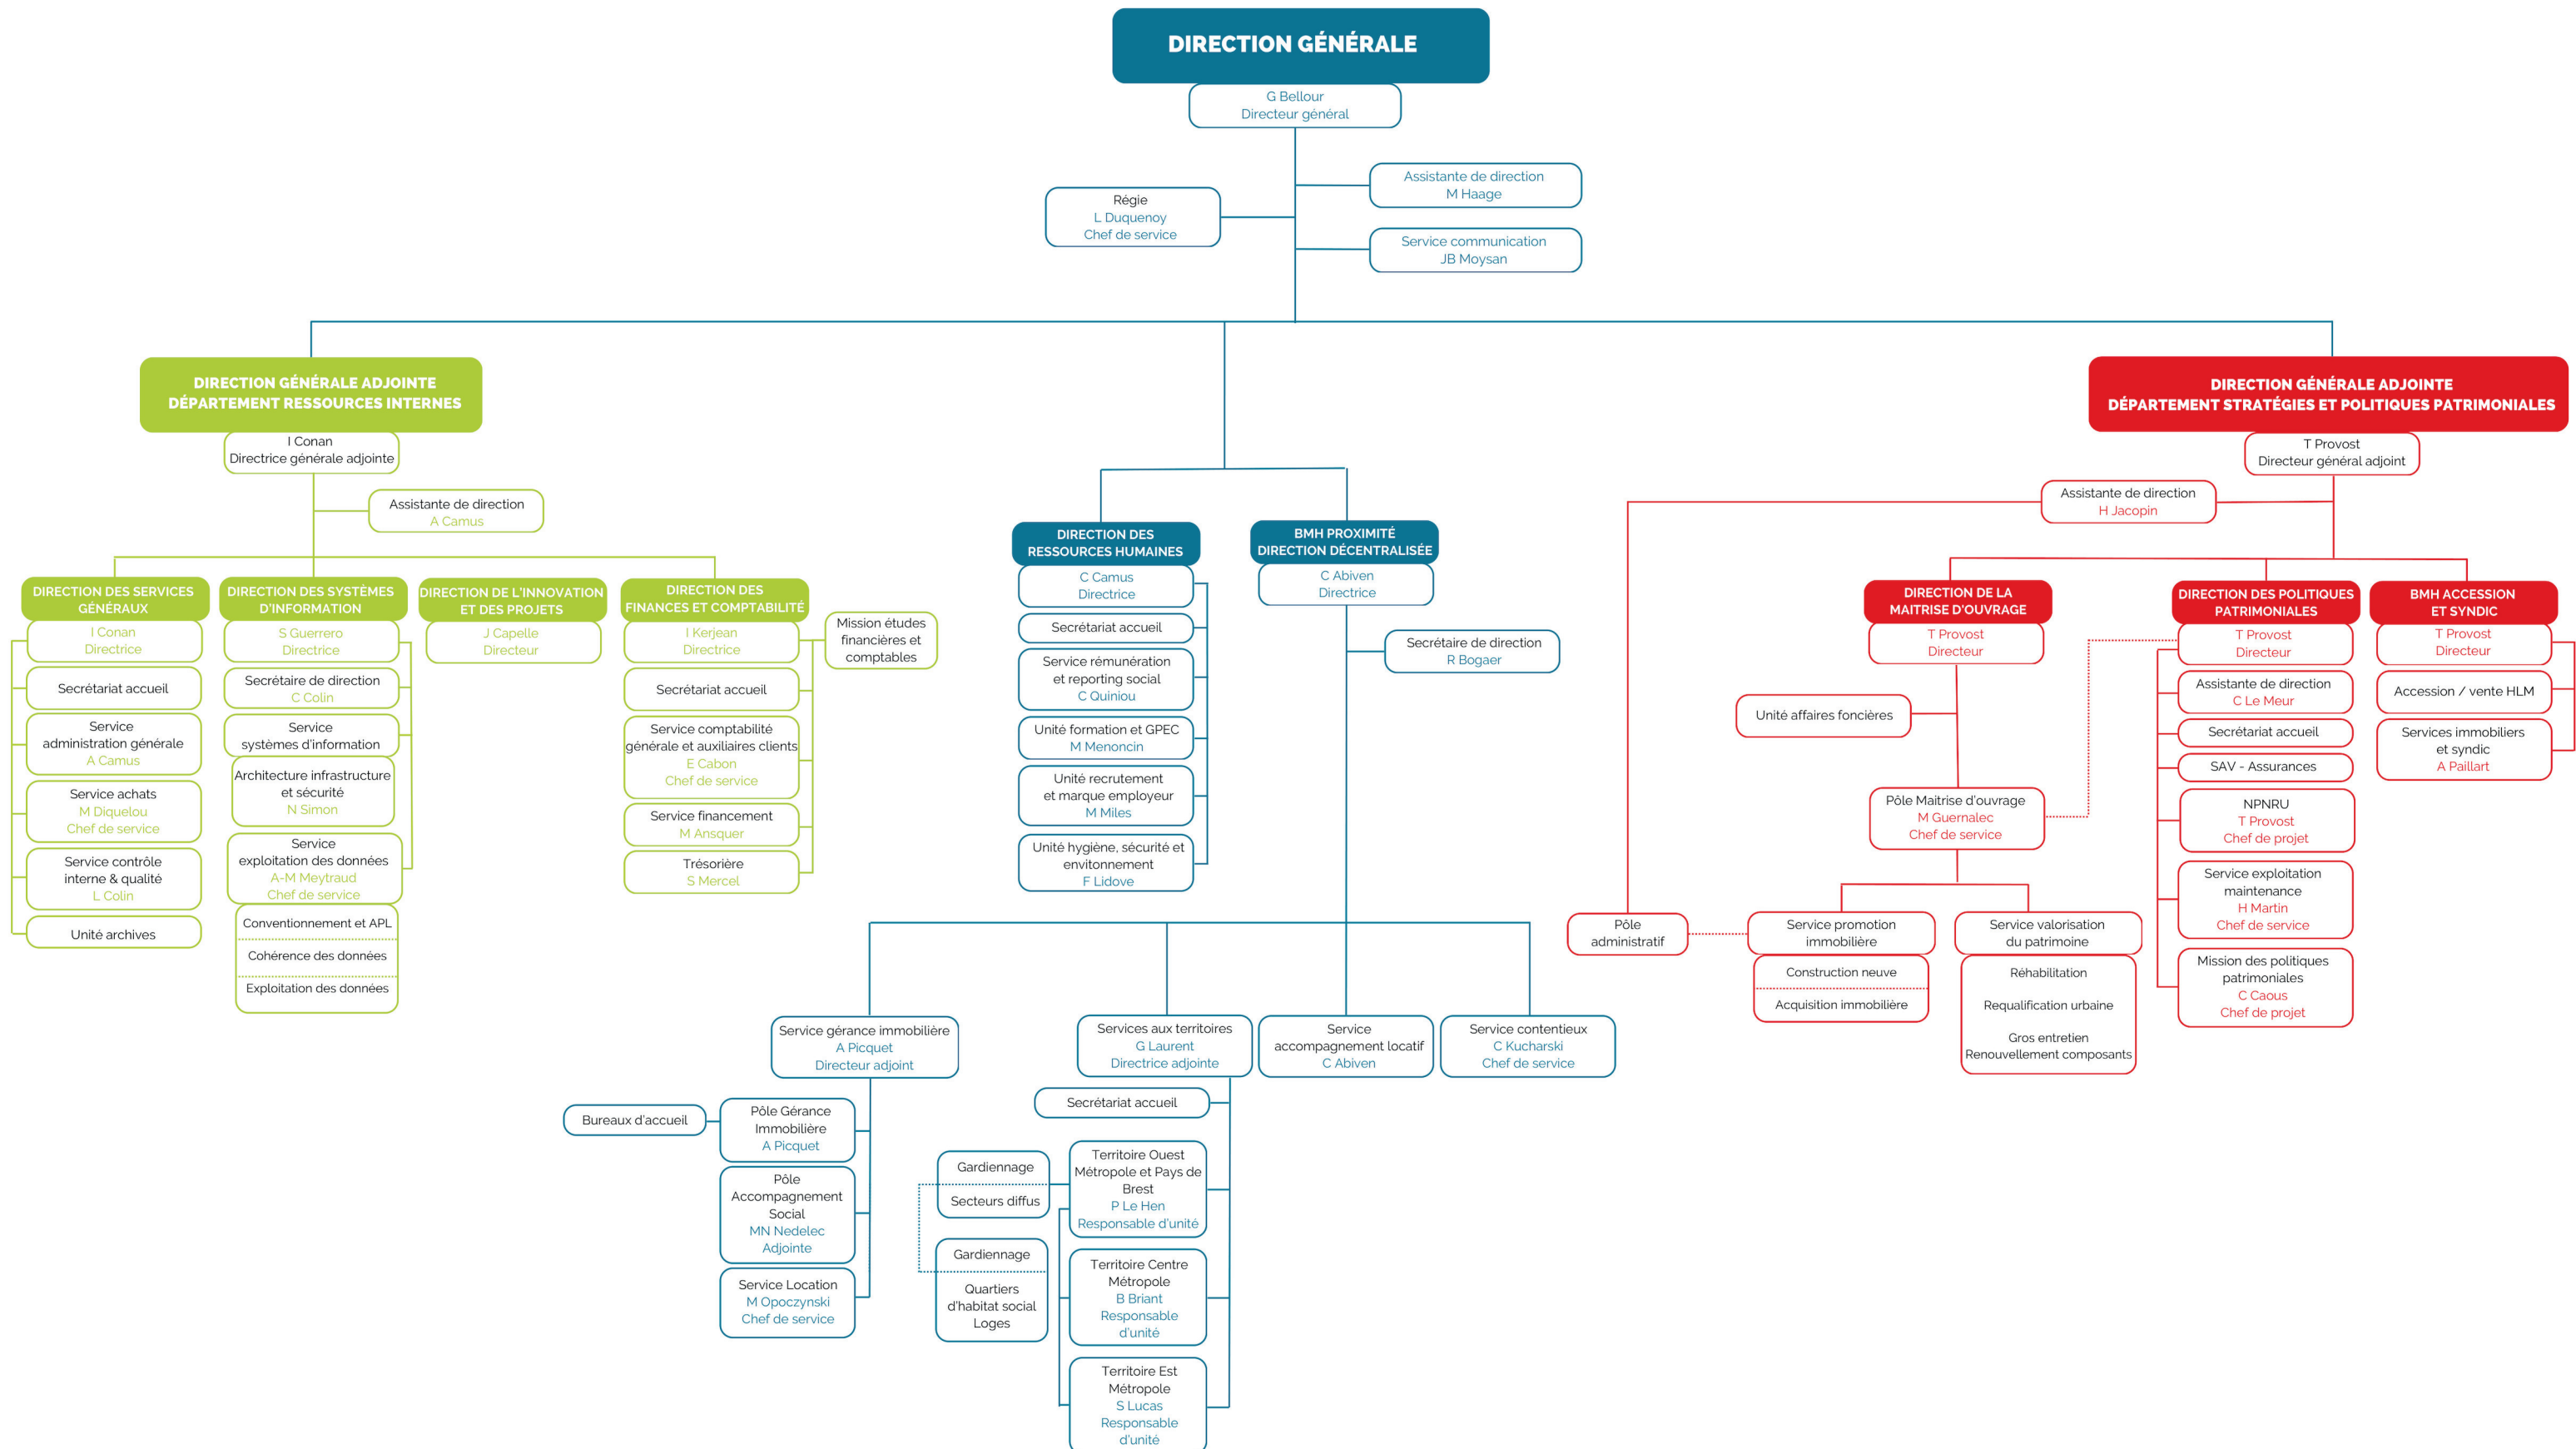 DIRECTION GÉNÉRALE
G Bellour
Directeur général
Assistante de direction
M Haage
Régie
L Duquenoy
Chef de service
Service communication
JB Moysan
DIRECTION GÉNÉRALE ADJOINTE
DÉPARTEMENT RESSOURCES INTERNES
I Conan
Directrice générale adjointe
Assistante de direction
A Camus
DIRECTION DES SERVICES
GÉNÉRAUX
I Conan
Directrice
Secrétariat accueil
Service
administration générale
A Camus
Service achats
M Diquelou
Chef de service
Service contrôle
interne & qualité
L Colin
Unité archives
DIRECTION DES SYSTÈMES
D'INFORMATION
S Guerrero
Directrice
Secrétaire de direction
C Colin
Service
systèmes d'information
Architecture infrastructure
et sécurité
N Simon
Service
exploitation des données
A-M Meytraud
Chef de service
Conventionnement et APL
Cohérence des données
Exploitation des données
DIRECTION DE L'INNOVATION
ET DES PROJETS
J Capelle
Directeur
DIRECTION DES
FINANCES ET COMPTABILITÉ
I Kerjean
Directrice
Mission études
financières et
comptables
Secrétariat accueil
Service comptabilité
générale et auxiliaires clients
E Cabon
Chef de service
Service financement
M Ansquer
Trésorière
S Mercel
DIRECTION DES
RESSOURCES HUMAINES
C Camus
Directrice
Secrétariat accueil
Service rémunération
et reporting social
C Quiniou
Unité formation et GPEC
M Menoncin
Unité recrutement
et marque employeur
M Miles
Unité hygiène, sécurité et
envitonnement
F Lidove
BMH PROXIMITÉ
DIRECTION DÉCENTRALISÉE
C Abiven
Directrice
Secrétaire de direction
R Bogaer
Service gérance immobilière
A Picquet
Directeur adjoint
Bureaux d'accueil
Pôle Gérance
Immobilière
A Picquet
Pôle
Accompagnement
Social
MN Nedelec
Adjointe
Service Location
M Opoczynski
Chef de service
Services aux territoires
G Laurent
Directrice adjointe
Secrétariat accueil
Gardiennage
Secteurs diffus
Gardiennage
Quartiers
d'habitat social
Loges
Territoire Ouest
Métropole et Pays de
Brest
P Le Hen
Responsable d'unité
Territoire Centre
Métropole
B Briant
Responsable
d'unité
Territoire Est
Métropole
S Lucas
Responsable
d'unité
Service
accompagnement locatif
C Abiven
Service contentieux
C Kucharski
Chef de service
DIRECTION GÉNÉRALE ADJOINTE
DÉPARTEMENT STRATÉGIES ET POLITIQUES PATRIMONIALES
T Provost
Directeur général adjoint
Assistante de direction
H Jacopin
DIRECTION DE LA
MAITRISE D'OUVRAGE
T Provost
Directeur
Unité affaires foncières
Pôle Maitrise d'ouvrage
M Guernalec
Chef de service
Pôle
administratif
Service promotion
immobilière
Construction neuve
Acquisition immobilière
Service valorisation
du patrimoine
Réhabilitation
Requalification urbaine
Gros entretien
Renouvellement composants
DIRECTION DES POLITIQUES
PATRIMONIALES
T Provost
Directeur
Assistante de direction
C Le Meur
Secrétariat accueil
SAV - Assurances
NPNRU
T Provost
Chef de projet
Service exploitation
maintenance
H Martin
Chef de service
Mission des politiques
patrimoniales
C Caous
Chef de projet
BMH ACCESSION
ET SYNDIC
T Provost
Directeur
Accession / vente HLM
Services immobiliers
et syndic
A Paillart